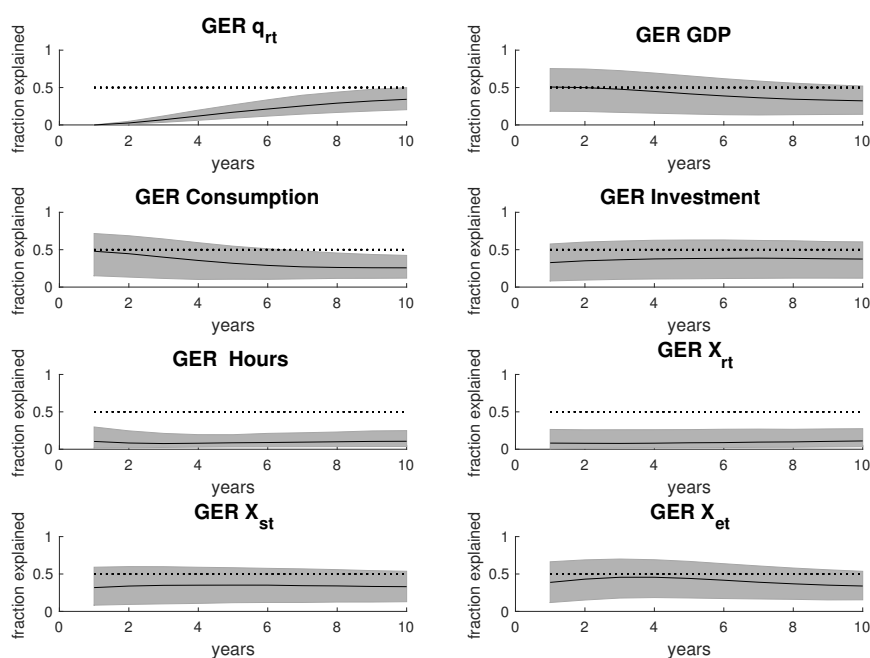 GER q_rt
fraction explained
1
0.5
0
0 2 4 6 8 10
years
GER GDP
fraction explained
1
0.5
0
0 2 4 6 8 10
years
GER Consumption
fraction explained
1
0.5
0
0 2 4 6 8 10
years
GER Investment
fraction explained
1
0.5
0
0 2 4 6 8 10
years
GER Hours
fraction explained
1
0.5
0
0 2 4 6 8 10
years
GER X_rt
fraction explained
1
0.5
0
0 2 4 6 8 10
years
GER X_st
fraction explained
1
0.5
0
0 2 4 6 8 10
years
GER X_et
fraction explained
1
0.5
0
0 2 4 6 8 10
years